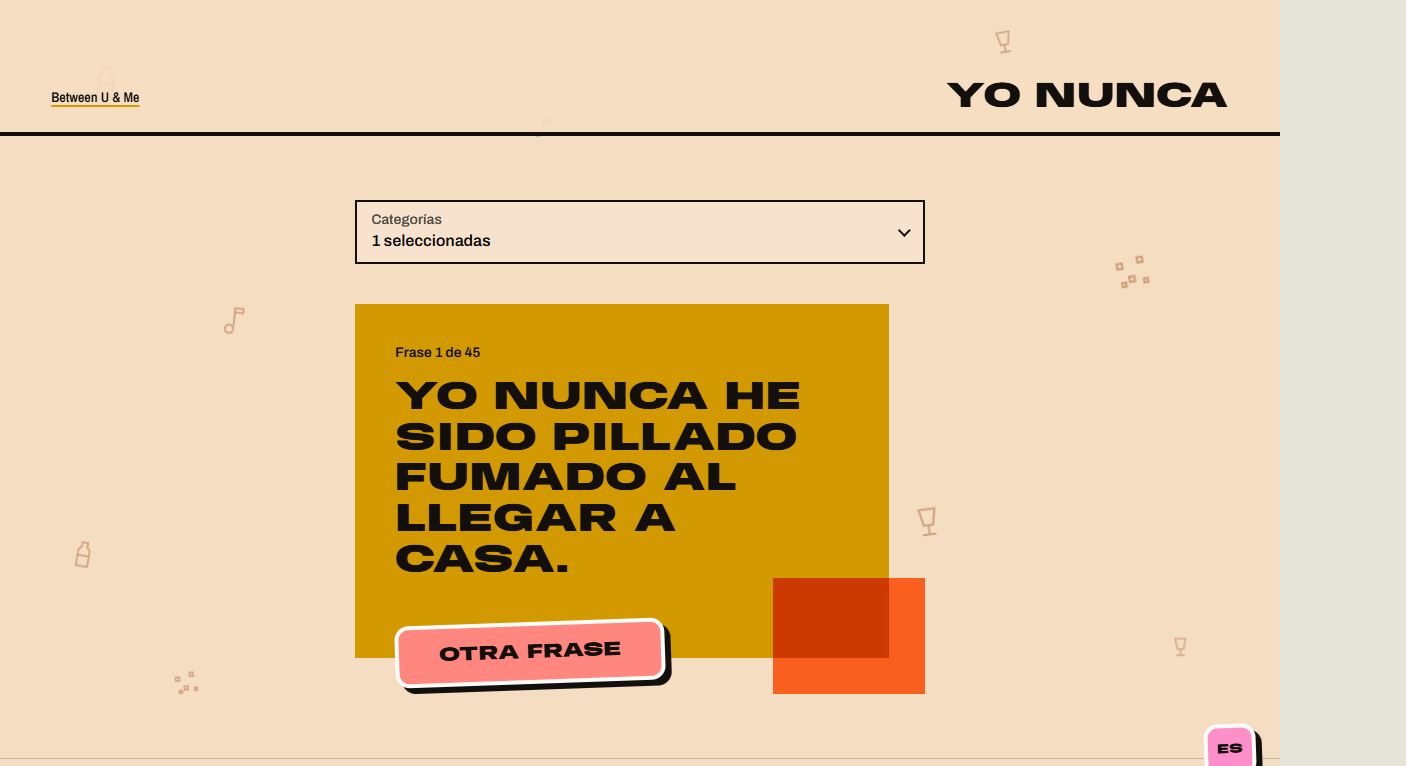 Between U & Me
YO NUNCA
Categorías
1 seleccionadas
Frase 1 de 45
YO NUNCA HE
SIDO PILLADO
FUMADO AL
LLEGAR A
CASA.
OTRA FRASE
ES